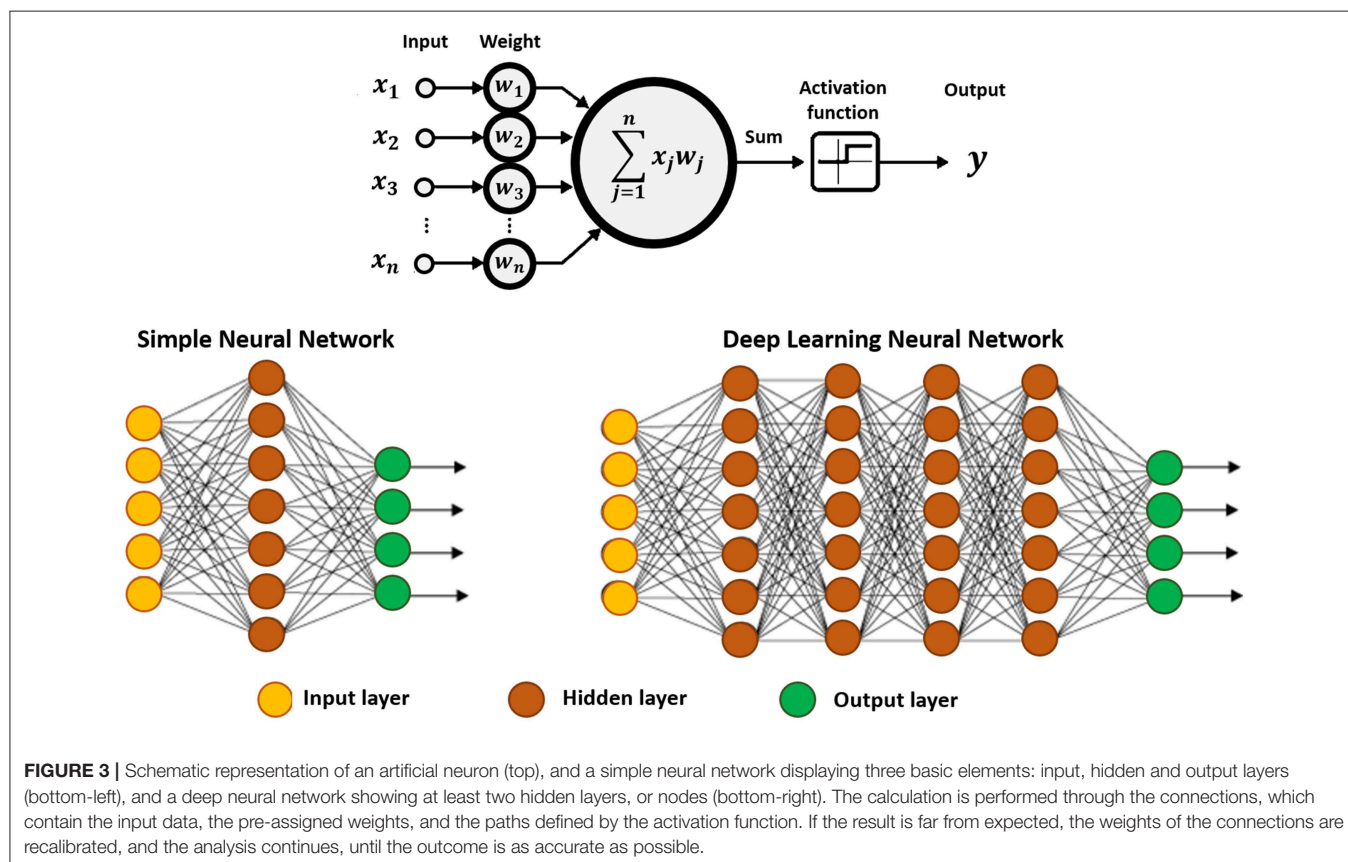 Input Weight
x₁ w₁
x₂ w₂
x₃ w₃
⋮ ⋮
xₙ wₙ
n
∑ xⱼwⱼ
j=1
Sum
Activation
function
Output
y
Simple Neural Network
Deep Learning Neural Network
Input layer Hidden layer Output layer
FIGURE 3 | Schematic representation of an artificial neuron (top), and a simple neural network displaying three basic elements: input, hidden and output layers
(bottom-left), and a deep neural network showing at least two hidden layers, or nodes (bottom-right). The calculation is performed through the connections, which
contain the input data, the pre-assigned weights, and the paths defined by the activation function. If the result is far from expected, the weights of the connections are
recalibrated, and the analysis continues, until the outcome is as accurate as possible.